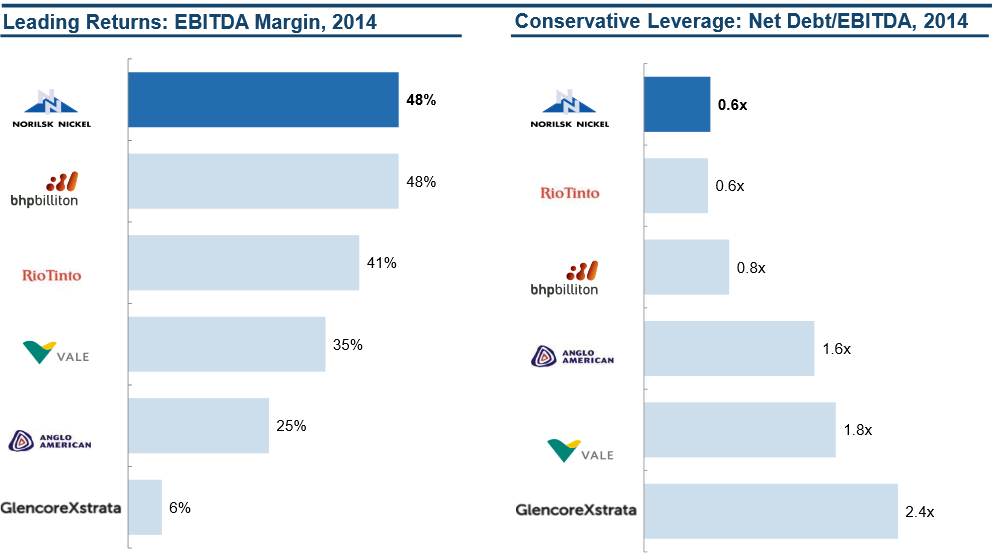 Leading Returns: EBITDA Margin, 2014
NORILSK NICKEL
48%
bhpbilliton
48%
RioTinto
41%
VALE
35%
ANGLO
AMERICAN
25%
GlencoreXstrata
6%
Conservative Leverage: Net Debt/EBITDA, 2014
NORILSK NICKEL
0.6x
RioTinto
0.6x
bhpbilliton
0.8x
ANGLO
AMERICAN
1.6x
VALE
1.8x
GlencoreXstrata
2.4x